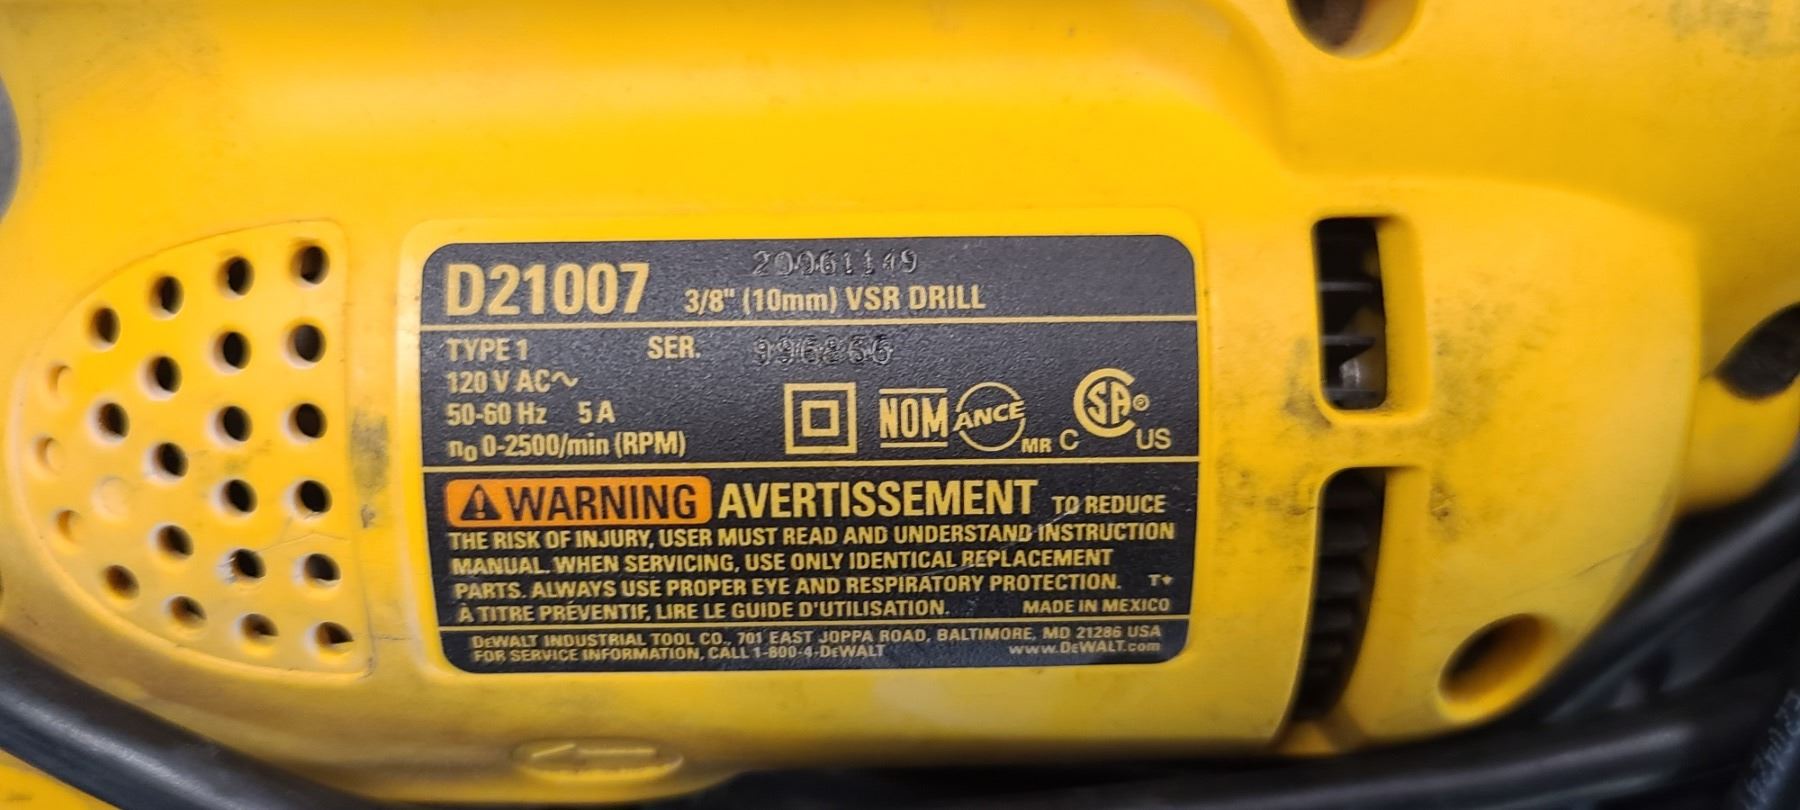 20061149
D21007 3/8" (10mm) VSR DRILL
TYPE 1 SER.
120 V AC~
50-60 Hz 5 A
n0 0-2500/min (RPM)
NOM ANCE MR C SA® US
WARNING AVERTISSEMENT TO REDUCE
THE RISK OF INJURY, USER MUST READ AND UNDERSTAND INSTRUCTION
MANUAL. WHEN SERVICING, USE ONLY IDENTICAL REPLACEMENT
PARTS. ALWAYS USE PROPER EYE AND RESPIRATORY PROTECTION. T★
À TITRE PRÉVENTIF, LIRE LE GUIDE D'UTILISATION. MADE IN MEXICO
DEWALT INDUSTRIAL TOOL CO., 701 EAST JOPPA ROAD, BALTIMORE, MD 21286 USA
FOR SERVICE INFORMATION, CALL 1-800-4-DEWALT www.DEWALT.com